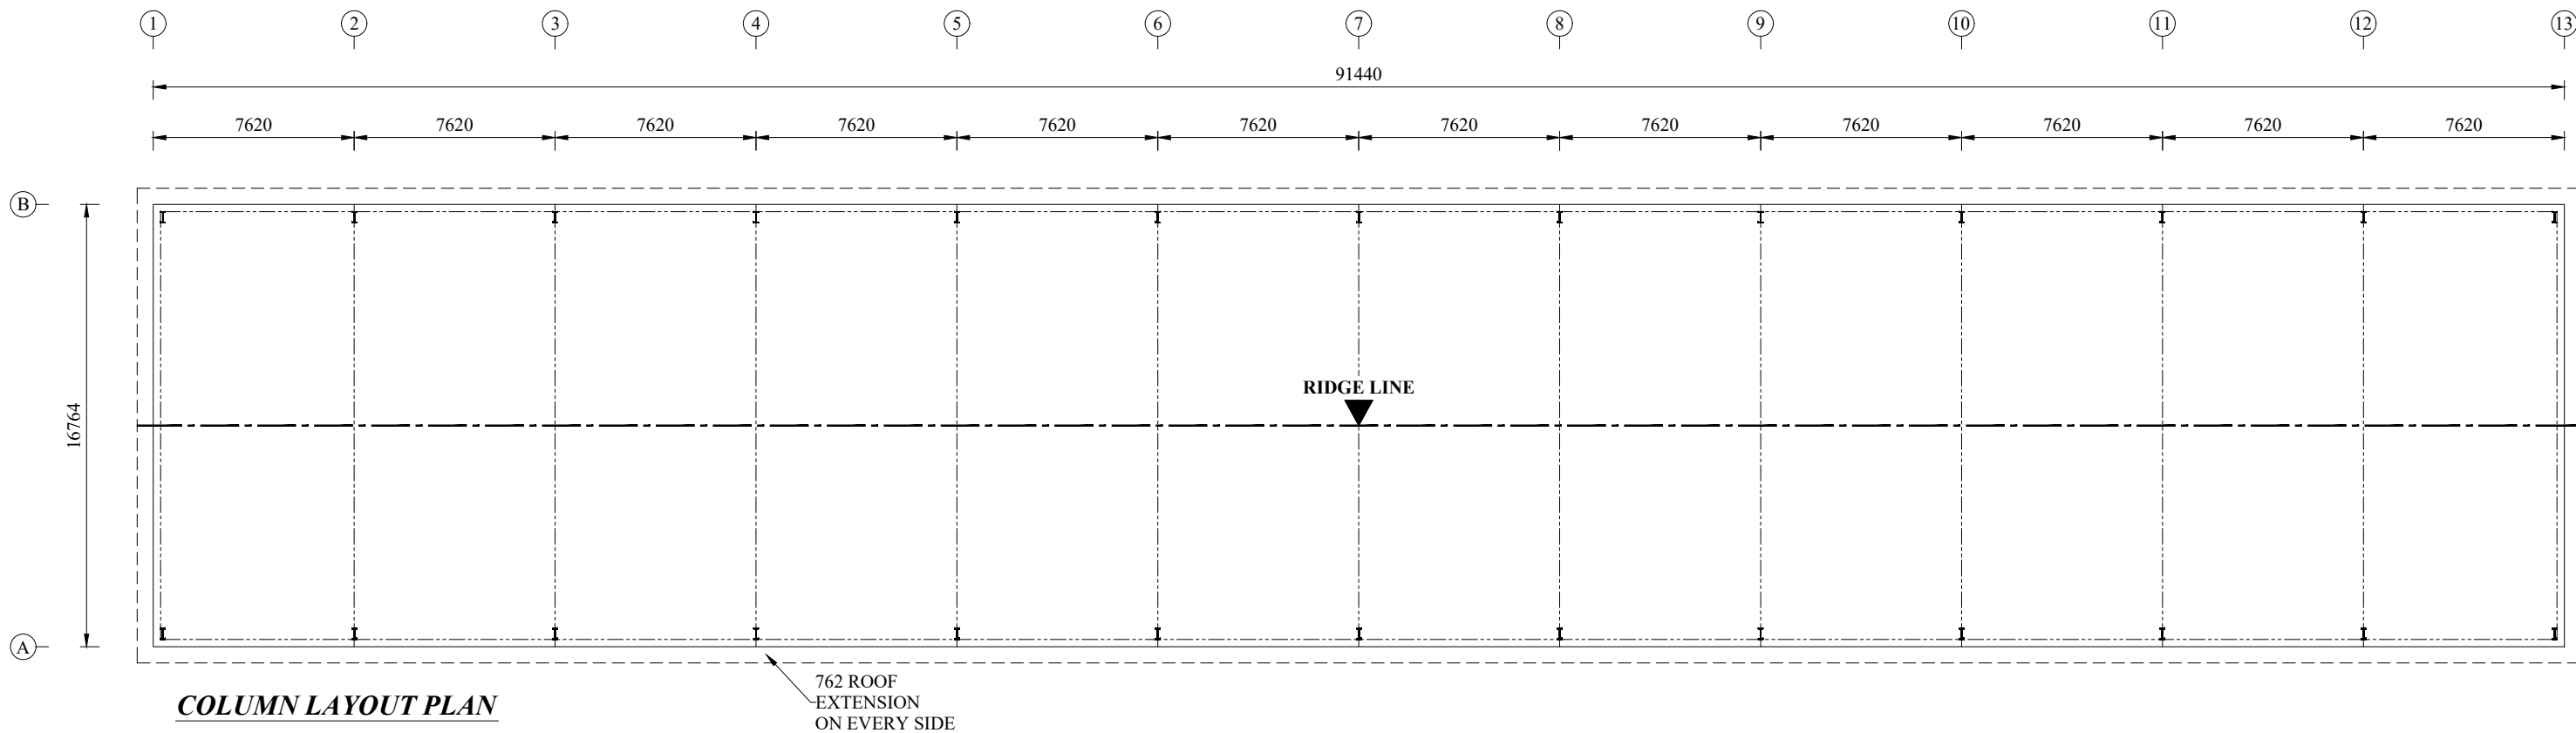 1 2 3 4 5 6 7 8 9 10 11 12 13
91440
7620 7620 7620 7620 7620 7620 7620 7620 7620 7620 7620 7620
B
RIDGE LINE
16764
A
762 ROOF
EXTENSION
ON EVERY SIDE
COLUMN LAYOUT PLAN